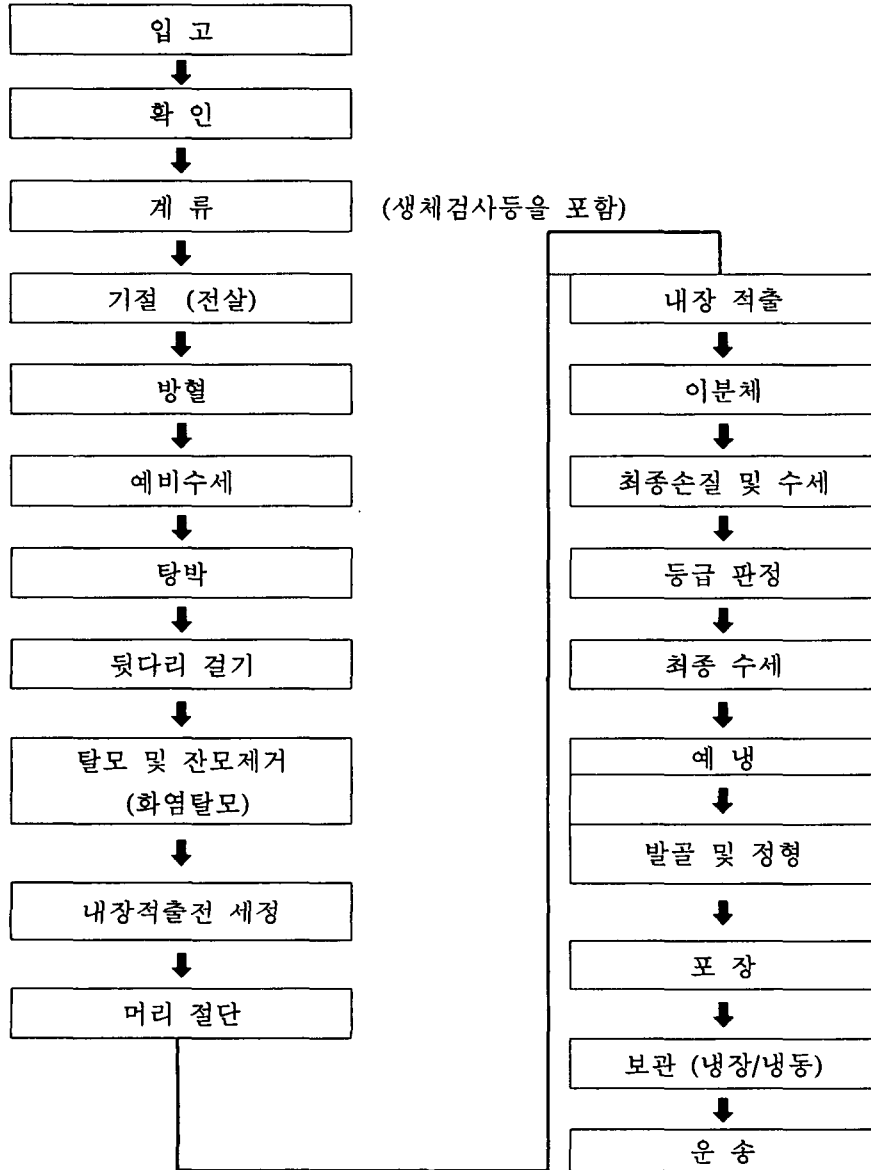 입 고
확 인
계 류 (생체검사등을 포함)
기절 (전살)
방혈
예비수세
탕박
뒷다리 걸기
탈모 및 잔모제거
(화염탈모)
내장적출전 세정
머리 절단
내장 적출
이분체
최종손질 및 수세
등급 판정
최종 수세
예 냉
발골 및 정형
포 장
보관 (냉장/냉동)
운 송